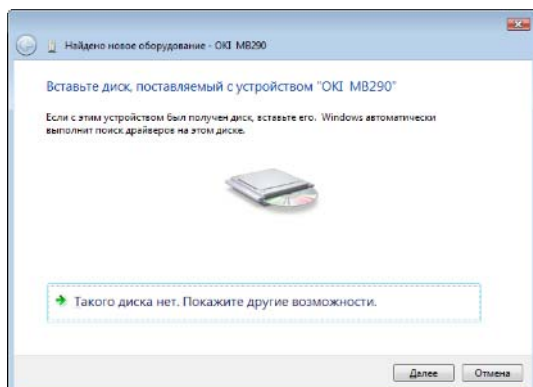 Найдено новое оборудование - OKI MB290
Вставьте диск, поставляемый с устройством "OKI MB290"
Если с этим устройством был получен диск, вставьте его. Windows автоматически
выполнит поиск драйверов на этом диске.
Такого диска нет. Покажите другие возможности.
Далее Отмена